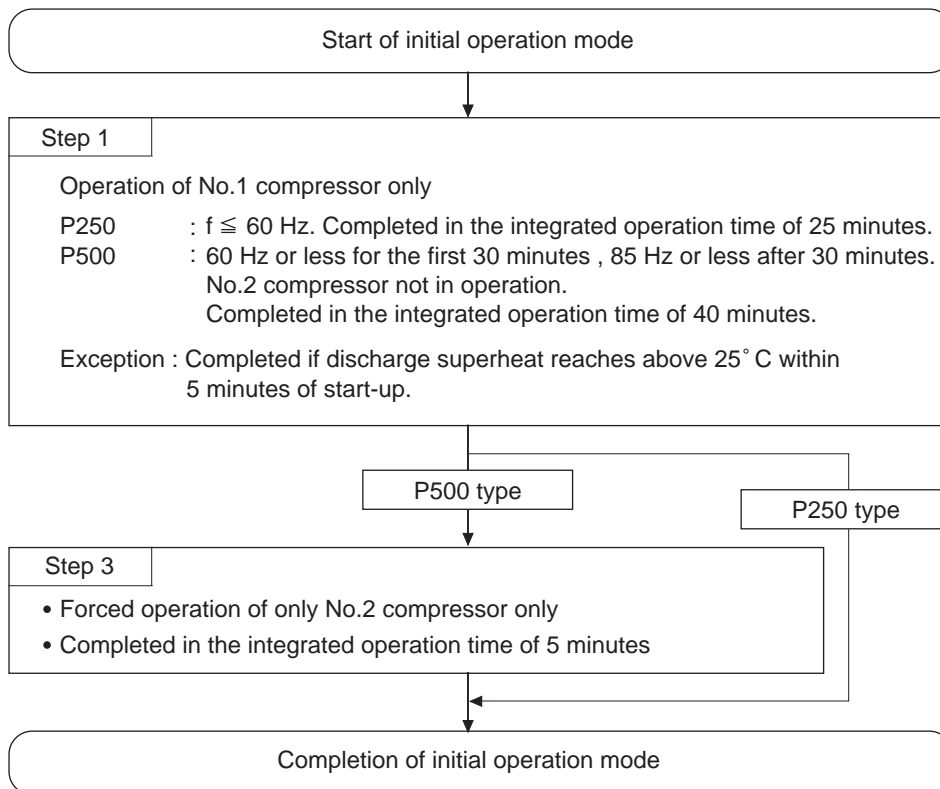 Start of initial operation mode
Step 1
Operation of No.1 compressor only
P250 : f ≦ 60 Hz. Completed in the integrated operation time of 25 minutes.
P500 : 60 Hz or less for the first 30 minutes , 85 Hz or less after 30 minutes.
No.2 compressor not in operation.
Completed in the integrated operation time of 40 minutes.
Exception : Completed if discharge superheat reaches above 25°C within
5 minutes of start-up.
P500 type
P250 type
Step 3
• Forced operation of only No.2 compressor only
• Completed in the integrated operation time of 5 minutes
Completion of initial operation mode